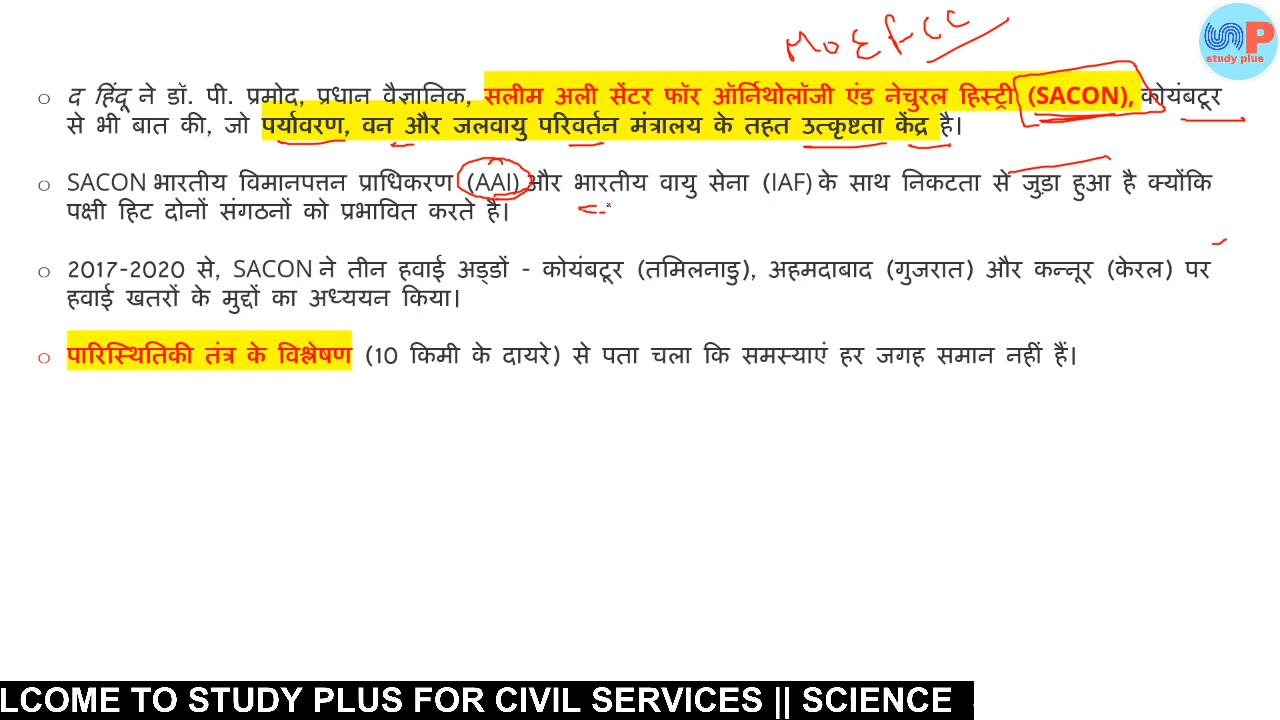 MOEFCC
SP
study plus
द हिंदू ने डॉ. पी. प्रमोद, प्रधान वैज्ञानिक, सलीम अली सेंटर फॉर ऑर्निथोलॉजी एंड नेचुरल हिस्ट्री (SACON), कोयंबटूर
से भी बात की, जो पर्यावरण, वन और जलवायु परिवर्तन मंत्रालय के तहत उत्कृष्टता केंद्र है।
SACON भारतीय विमानपत्तन प्राधिकरण (AAI) और भारतीय वायु सेना (IAF) के साथ निकटता से जुड़ा हुआ है क्योंकि
पक्षी हिट दोनों संगठनों को प्रभावित करते हैं।
2017-2020 से, SACON ने तीन हवाई अड्डों - कोयंबटूर (तमिलनाडु), अहमदाबाद (गुजरात) और कन्नूर (केरल) पर
हवाई खतरों के मुद्दों का अध्ययन किया।
पारिस्थितिकी तंत्र के विश्लेषण (10 किमी के दायरे) से पता चला कि समस्याएं हर जगह समान नहीं हैं।
LCOME TO STUDY PLUS FOR CIVIL SERVICES || SCIENCE